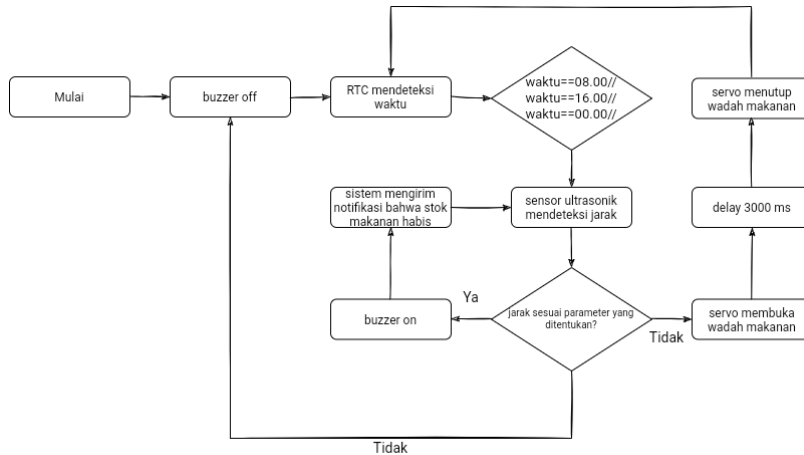 Mulai
buzzer off
RTC mendeteksi
waktu
waktu==08.00//
waktu==16.00//
waktu==00.00//
servo menutup
wadah makanan
sistem mengirim
notifikasi bahwa stok
makanan habis
sensor ultrasonik
mendeteksi jarak
delay 3000 ms
Ya
buzzer on
jarak sesuai parameter yang
ditentukan?
Tidak
servo membuka
wadah makanan
Tidak